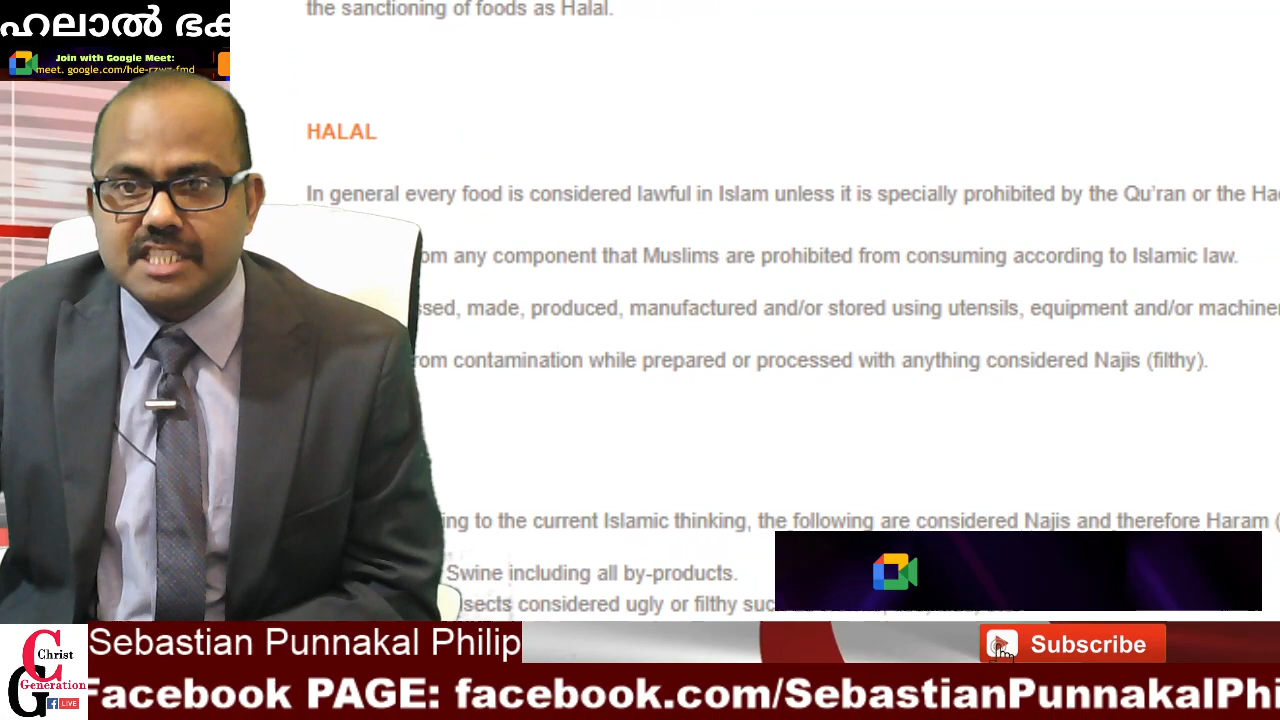 ഹലാൽ ഭക
Join with Google Meet:
meet. google.com/hde-rzwz-fmd
the sanctioning of foods as Halal.
HALAL
In general every food is considered lawful in Islam unless it is specially prohibited by the Qu'ran or the Ha
om any component that Muslims are prohibited from consuming according to Islamic law.
ssed, made, produced, manufactured and/or stored using utensils, equipment and/or machine
om contamination while prepared or processed with anything considered Najis (filthy).
ing to the current Islamic thinking, the following are considered Najis and therefore Haram (
Swine including all by-products.
sects considered ugly or filthy suc
Sebastian Punnakal Philip
Subscribe
Christ
Generation
LIVE
Facebook PAGE: facebook.com/SebastianPunnakalPhi